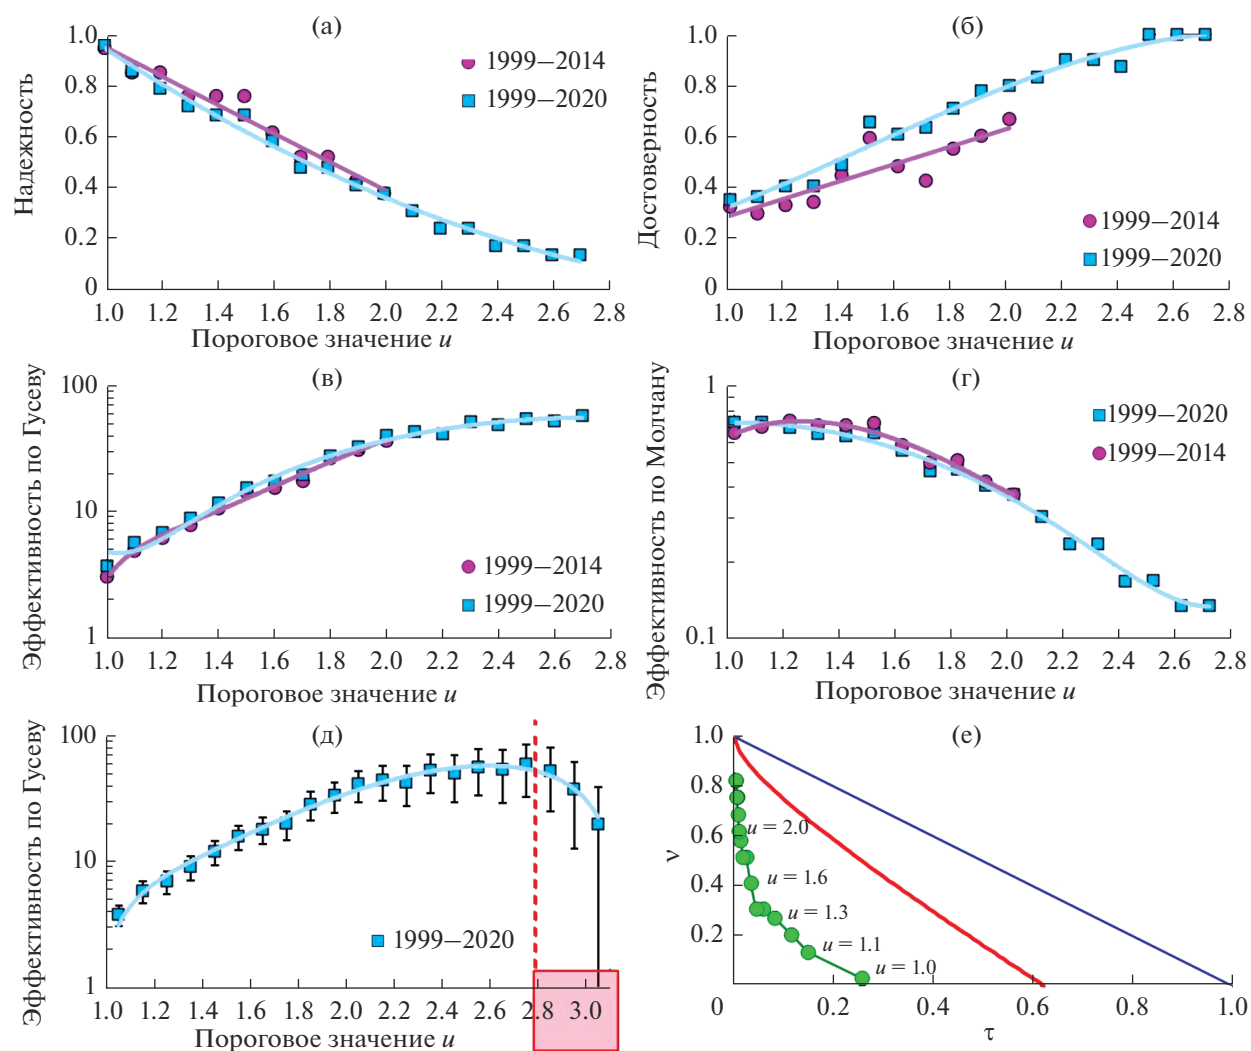 (а)
1.0
0.8
0.6
0.4
0.2
0
Надежность
1999–2014
1999–2020
1.0 1.2 1.4 1.6 1.8 2.0 2.2 2.4 2.6 2.8
Пороговое значение u
(б)
1.0
0.8
0.6
0.4
0.2
0
Достоверность
1999–2014
1999–2020
1.0 1.2 1.4 1.6 1.8 2.0 2.2 2.4 2.6 2.8
Пороговое значение u
(в)
100
10
1
Эффективность по Гусеву
1999–2014
1999–2020
1.0 1.2 1.4 1.6 1.8 2.0 2.2 2.4 2.6 2.8
Пороговое значение u
(г)
1
0.1
Эффективность по Молчану
1999–2020
1999–2014
1.0 1.2 1.4 1.6 1.8 2.0 2.2 2.4 2.6 2.8
Пороговое значение u
(д)
100
10
1
Эффективность по Гусеву
1999–2020
1.0 1.2 1.4 1.6 1.8 2.0 2.2 2.4 2.6 2.8 3.0
Пороговое значение u
(е)
1.0
0.8
0.6
0.4
0.2
ν
u = 2.0
u = 1.6
u = 1.3
u = 1.1
u = 1.0
0 0.2 0.4 0.6 0.8 1.0
τ